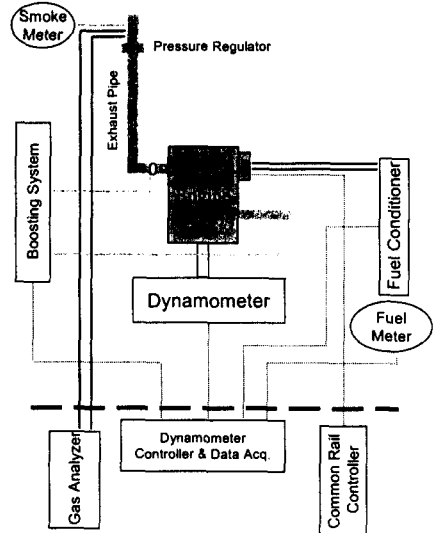 Smoke
Meter
Pressure Regulator
Exhaust Pipe
Boosting System
Fuel Conditioner
Dynamometer
Fuel
Meter
Gas Analyzer
Dynamometer
Controller & Data Acq.
Common Rail
Controller